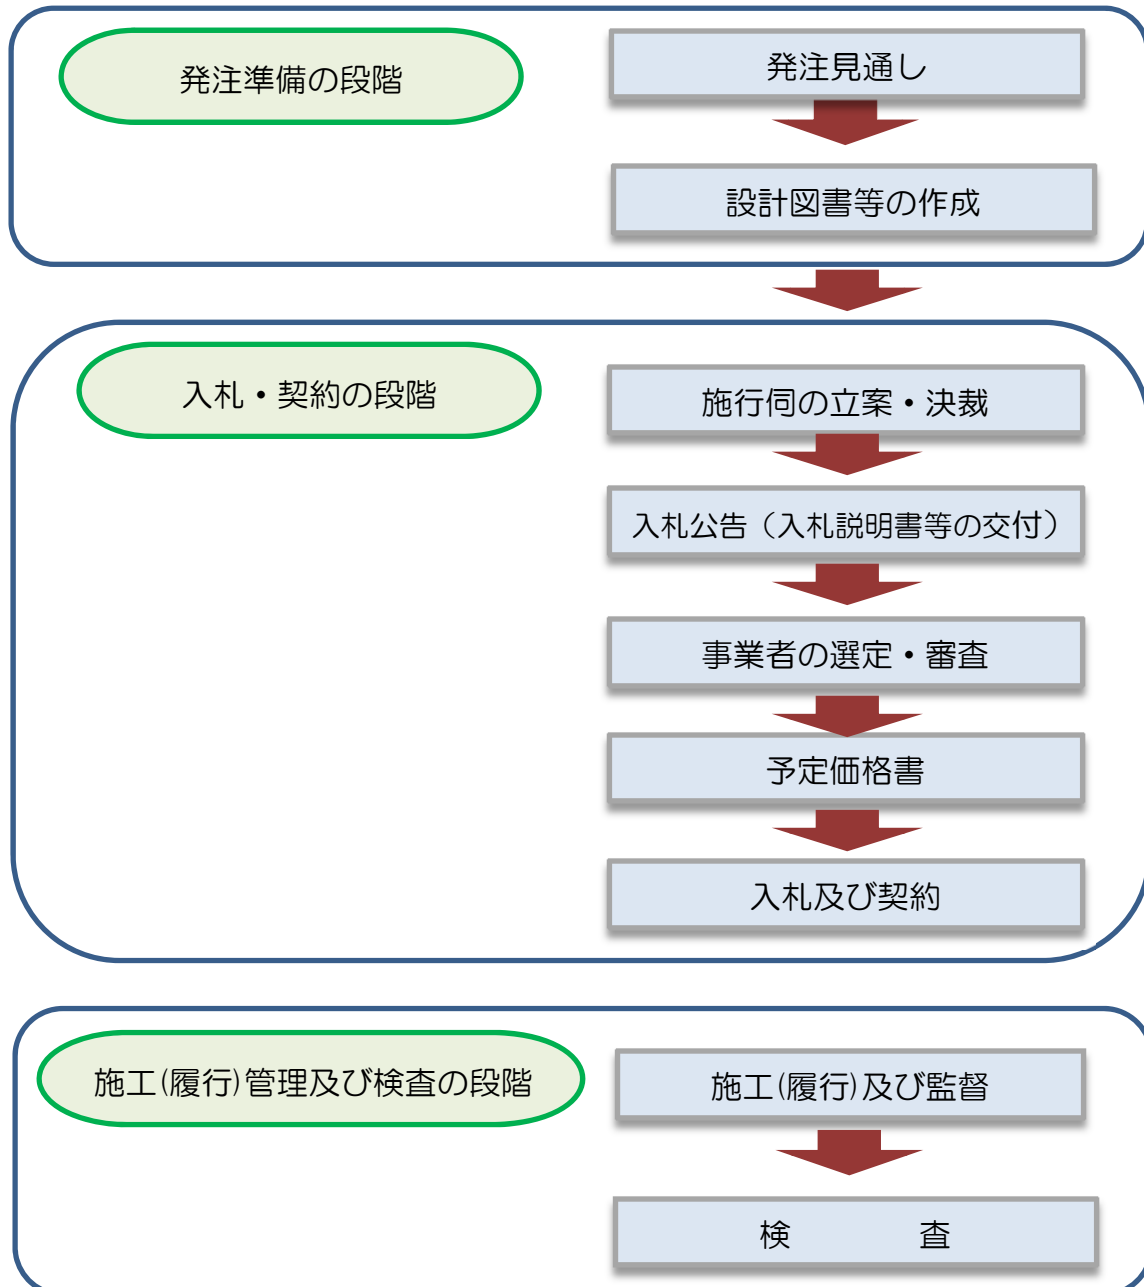 発注準備の段階
発注見通し
設計図書等の作成
入札・契約の段階
施行伺の立案・決裁
入札公告（入札説明書等の交付）
事業者の選定・審査
予定価格書
入札及び契約
施工(履行)管理及び検査の段階
施工(履行)及び監督
検　　　　査